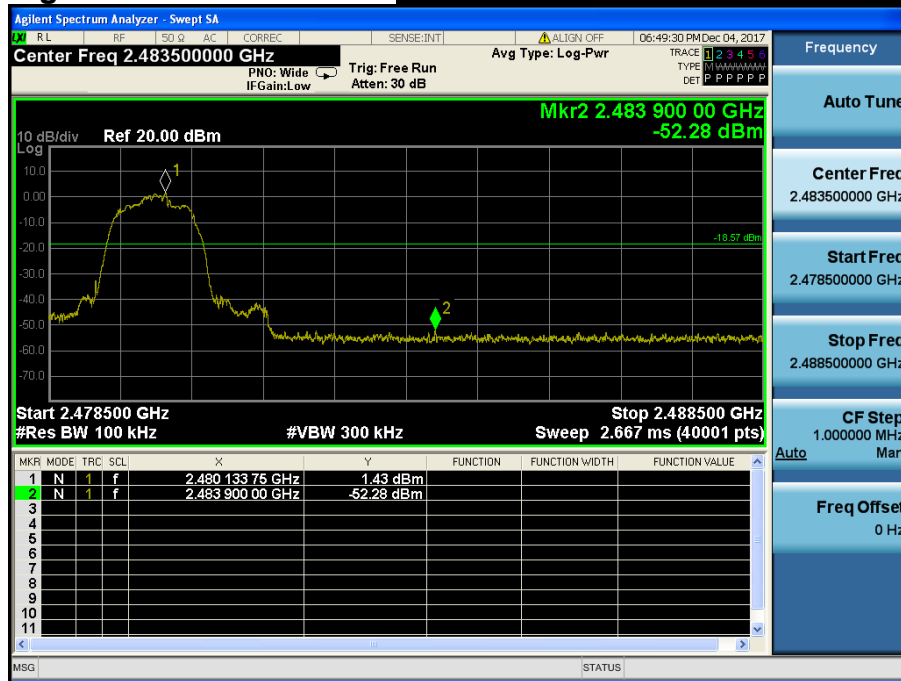 Agilent Spectrum Analyzer - Swept SA
LXI RL RF 50 Ω AC CORREC SENSE:INT ALIGN OFF 06:49:30 PM Dec 04, 2017
Center Freq 2.483500000 GHz
PNO: Wide
IFGain:Low
Trig: Free Run
Atten: 30 dB
Avg Type: Log-Pwr
TRACE 1 2 3 4 5 6
TYPE M W W W W W
DET P P P P P P
Mkr2 2.483 900 00 GHz
-52.28 dBm
10 dB/div Ref 20.00 dBm
Log
10.0
0.00
-10.0
-20.0
-30.0
-40.0
-50.0
-60.0
-70.0
1
-18.57 dBm
2
Start 2.478500 GHz Stop 2.488500 GHz
#Res BW 100 kHz #VBW 300 kHz Sweep 2.667 ms (40001 pts)
MKR MODE TRC SCL X Y FUNCTION FUNCTION WIDTH FUNCTION VALUE
1 N 1 f 2.480 133 75 GHz 1.43 dBm
2 N 1 f 2.483 900 00 GHz -52.28 dBm
3
4
5
6
7
8
9
10
11
MSG STATUS
Frequency
Auto Tune
Center Freq
2.483500000 GHz
Start Freq
2.478500000 GHz
Stop Freq
2.488500000 GHz
CF Step
1.000000 MHz
Auto Man
Freq Offset
0 Hz